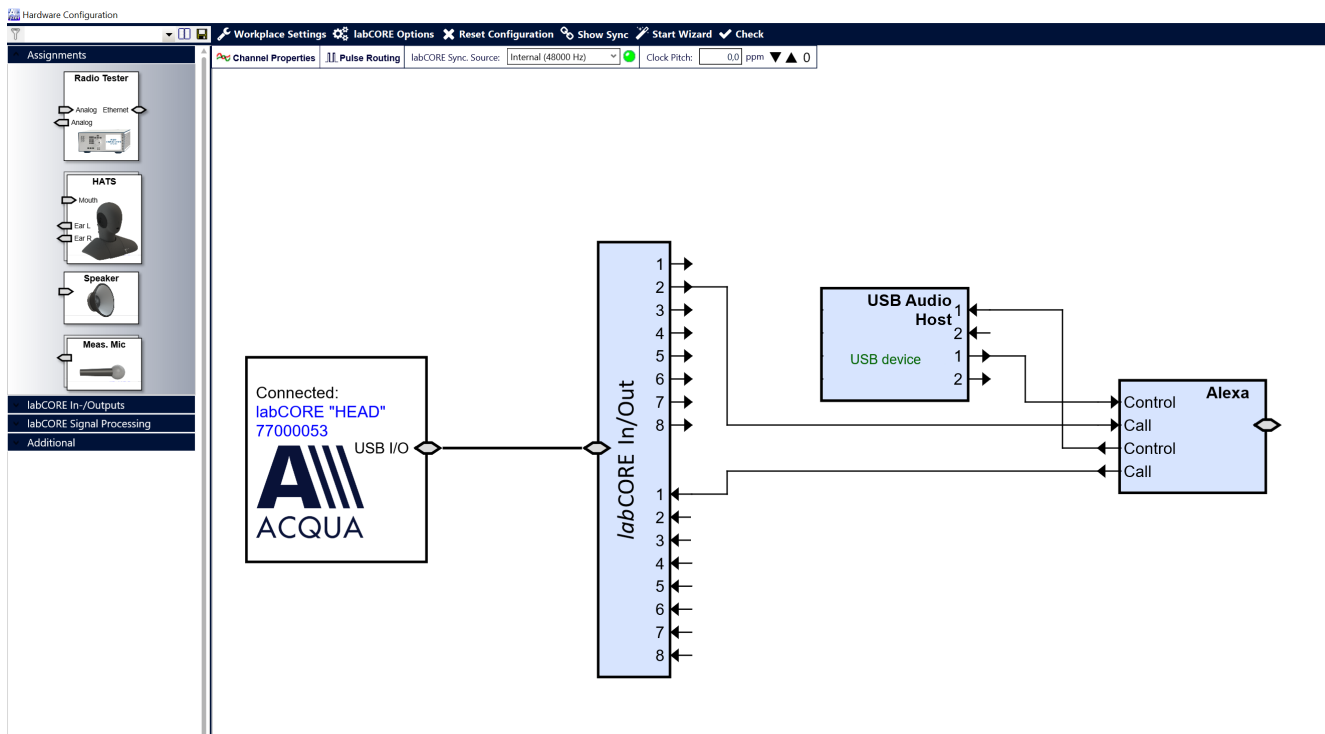 Hardware Configuration
Workplace Settings labCORE Options Reset Configuration Show Sync Start Wizard Check
Assignments
Channel Properties Pulse Routing labCORE Sync. Source: Internal (48000 Hz) Clock Pitch: 0,0 ppm 0
Radio Tester
Analog Ethernet
Analog
HATS
Mouth
Ear L
Ear R
Speaker
Meas. Mic
labCORE In-/Outputs
labCORE Signal Processing
Additional
Connected:
labCORE "HEAD"
77000053
USB I/O
ACQUA
labCORE In/Out
1
2
3
4
5
6
7
8
1
2
3
4
5
6
7
8
USB Audio
Host
USB device
1
2
1
2
Alexa
Control
Call
Control
Call